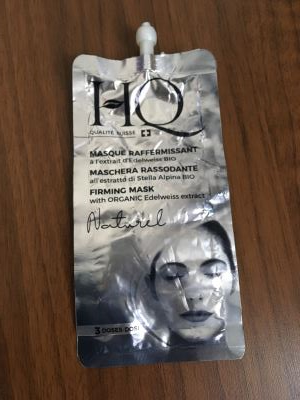 HQ
QUALITÉ SUISSE
MASQUE RAFFERMISSANT
à l'extrait d'Edelweiss BIO
MASCHERA RASSODANTE
all'estratto di Stella Alpina BIO
FIRMING MASK
with ORGANIC Edelweiss extract
Naturel
3 DOSES-DOSI